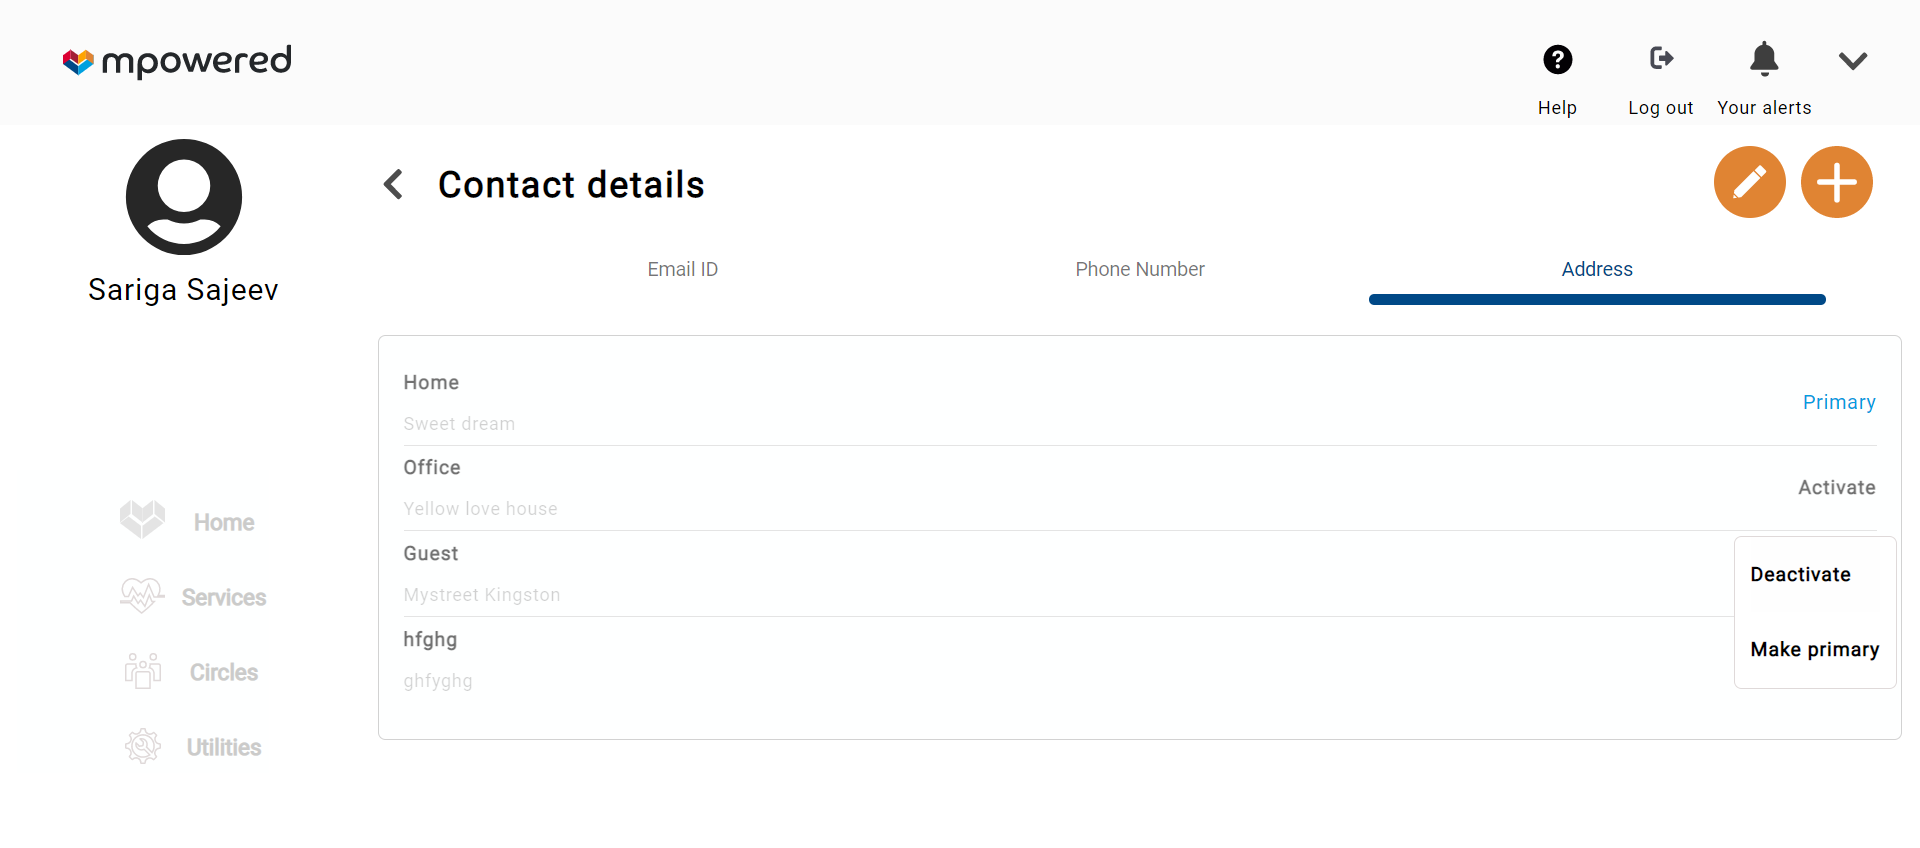 mpowered
Help
Log out
Your alerts
Sariga Sajeev
Contact details
Email ID
Phone Number
Address
Home
Sweet dream
Primary
Office
Yellow love house
Activate
Guest
Mystreet Kingston
hfghg
ghfyghg
Deactivate
Make primary
Home
Services
Circles
Utilities